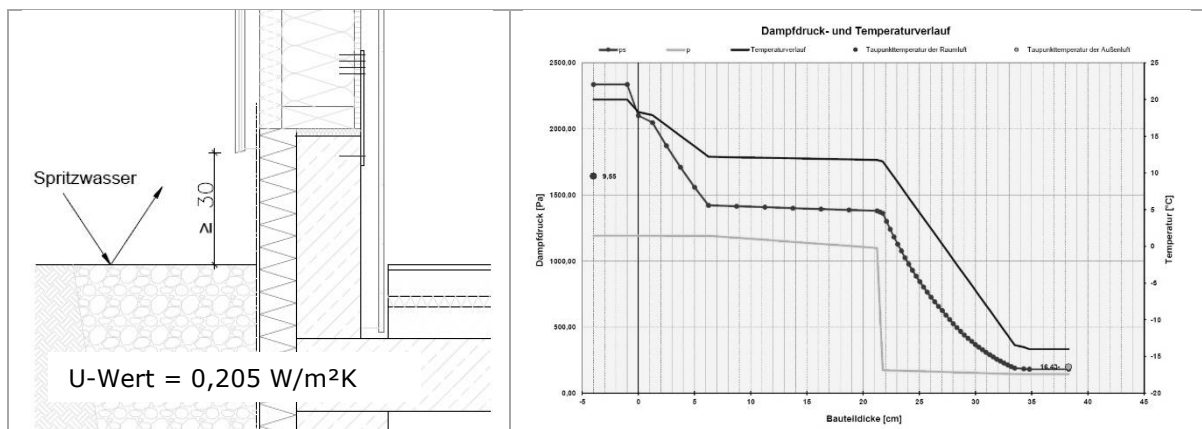 Spritzwasser
≥ 30
U-Wert = 0,205 W/m²K
Dampfdruck- und Temperaturverlauf
ps p Temperaturverlauf Taupunkttemperatur der Raumluft Taupunkttemperatur der Außenluft
Dampfdruck [Pa]
2500,00
2000,00
1500,00
1000,00
500,00
0,00
9,55
25
20
15
10
5
0
-5
-10
-15
-20
Temperatur [°C]
-5 0 5 10 15 20 25 30 35 40 45
Bauteildicke [cm]